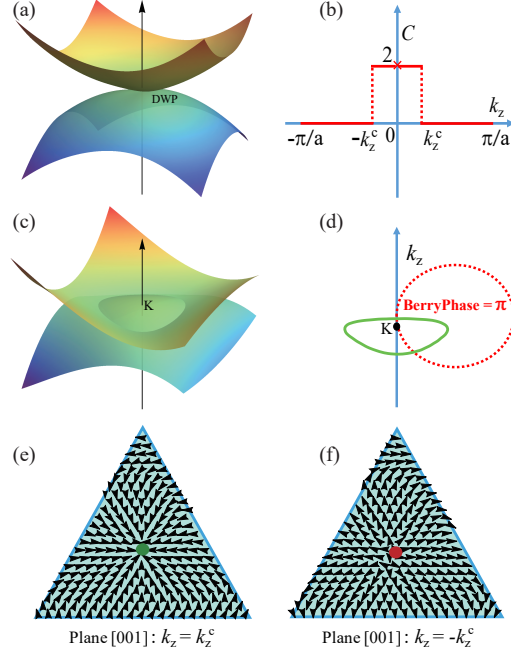 (a)
DWP
(b)
C
2
k_z
-π/a
-k_z^c
0
k_z^c
π/a
(c)
K
(d)
k_z
BerryPhase = π
K
(e)
(f)
Plane [001] : k_z = k_z^c
Plane [001] : k_z = -k_z^c